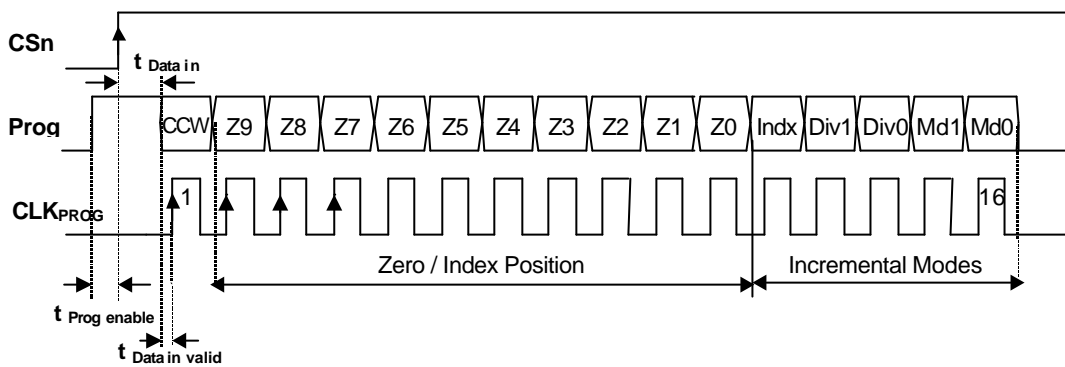 CSn
t Data in
Prog CCW Z9 Z8 Z7 Z6 Z5 Z4 Z3 Z2 Z1 Z0 Indx Div1 Div0 Md1 Md0
CLKPROG 1 16
Zero / Index Position Incremental Modes
t Prog enable
t Data in valid